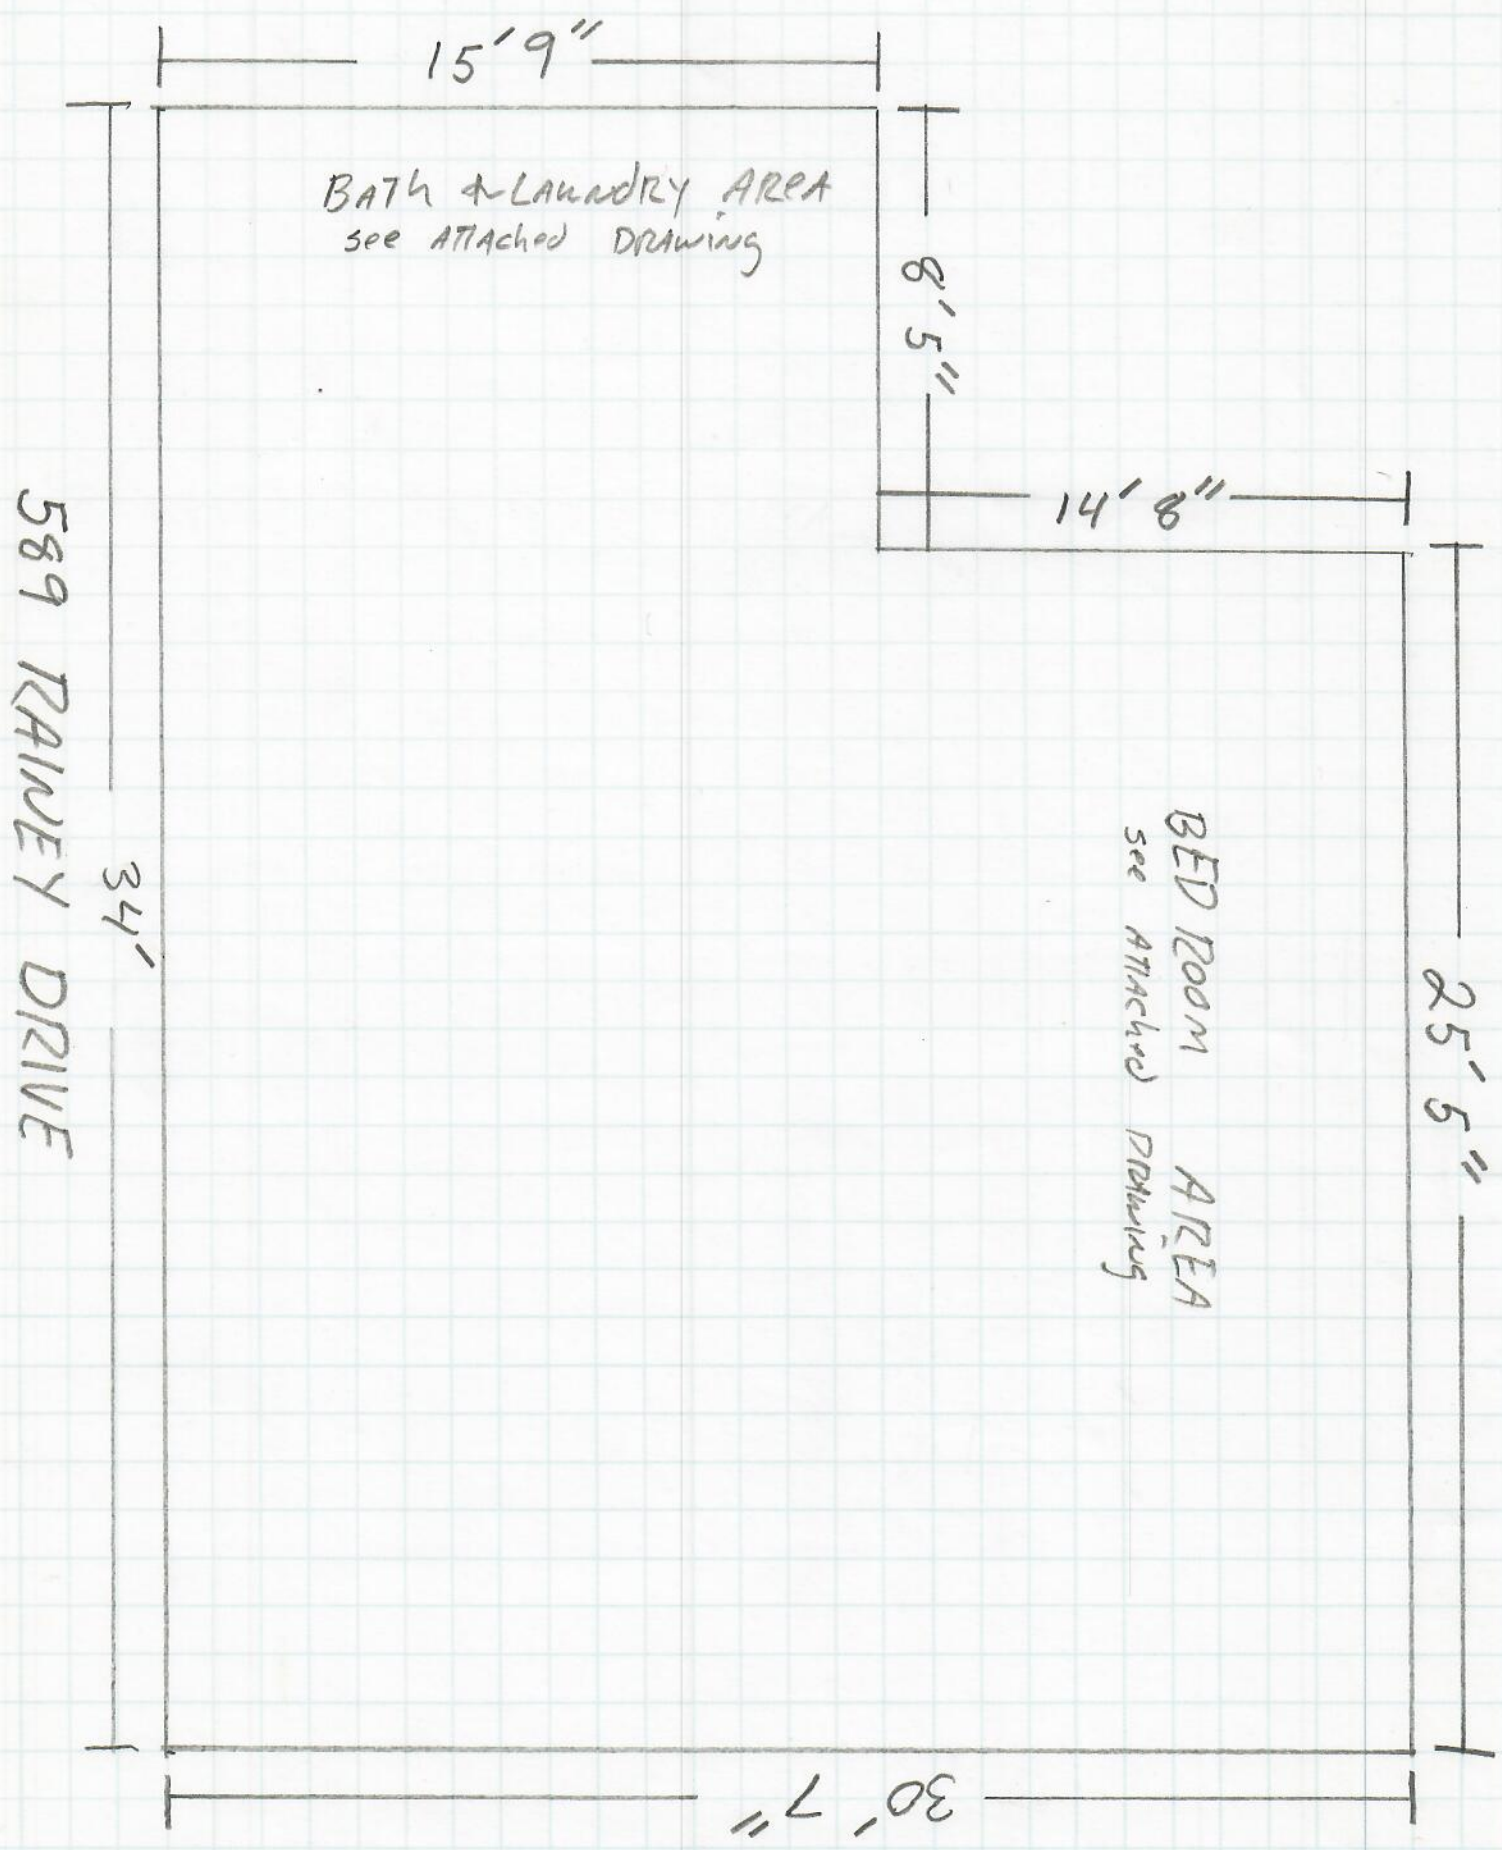 15' 9"
BATh & LAUNDRY AREA
see ATTAched DRAWING
8' 5"
14' 8"
25' 5"
BED ROOM AREA
see ATTAched DRAWING
34'
589 RAINEY DRIVE
30' 7"